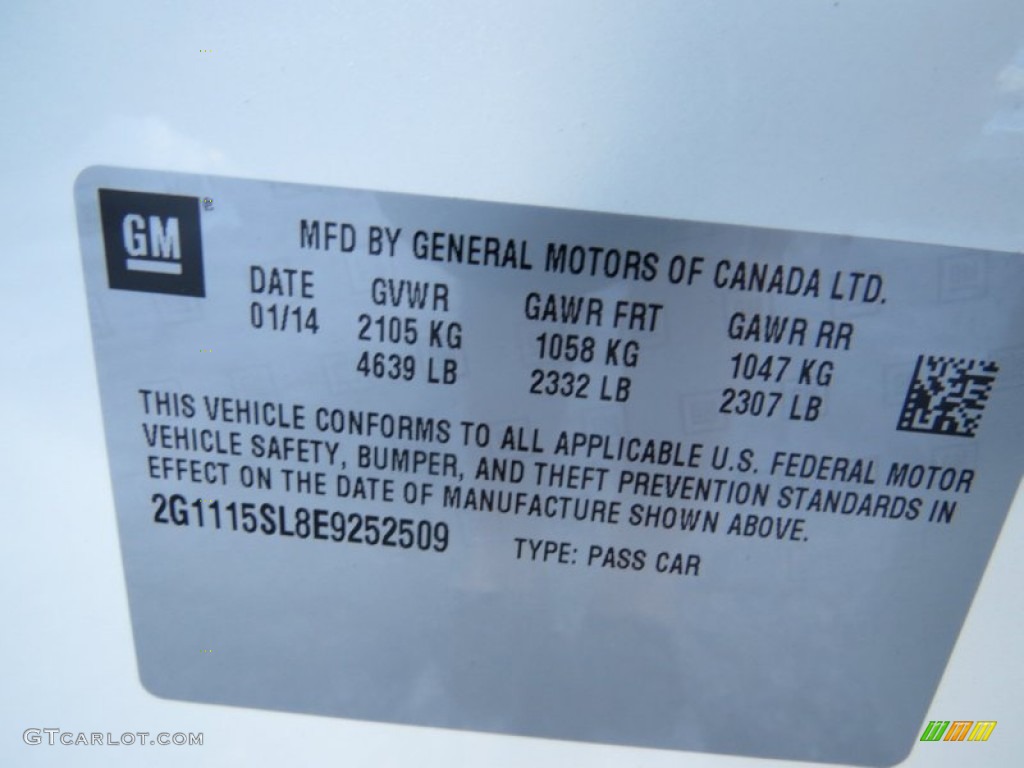 GM
MFD BY GENERAL MOTORS OF CANADA LTD.
DATE GVWR GAWR FRT GAWR RR
01/14 2105 KG 1058 KG 1047 KG
4639 LB 2332 LB 2307 LB
THIS VEHICLE CONFORMS TO ALL APPLICABLE U.S. FEDERAL MOTOR
VEHICLE SAFETY, BUMPER, AND THEFT PREVENTION STANDARDS IN
EFFECT ON THE DATE OF MANUFACTURE SHOWN ABOVE.
2G1115SL8E9252509 TYPE: PASS CAR
GTCARLOT.COM